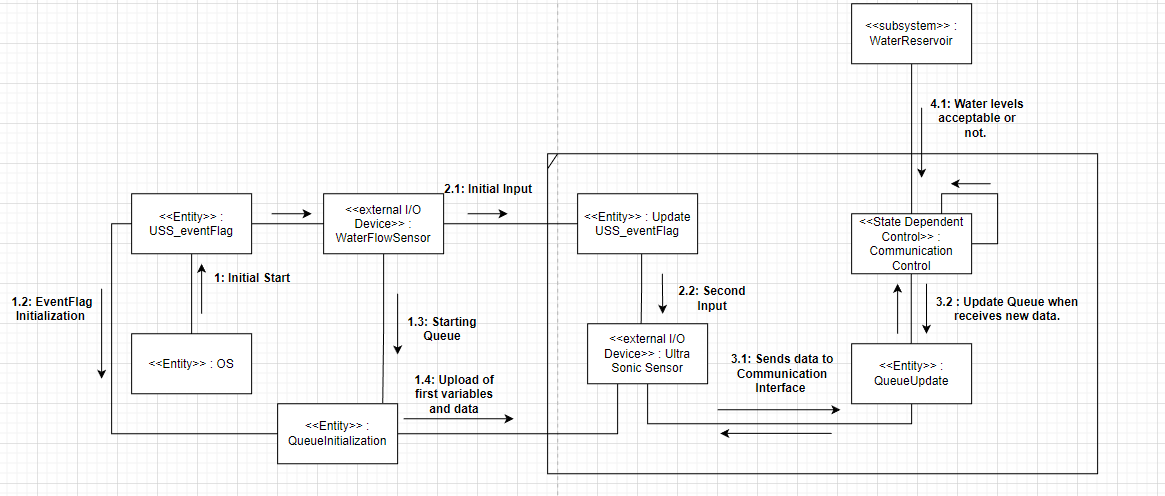 <<subsystem>> :
WaterReservoir
4.1: Water levels
acceptable or
not.
2.1: Initial Input
<<Entity>> :
USS_eventFlag
<<external I/O
Device>> :
WaterFlowSensor
<<Entity>> : Update
USS_eventFlag
<<State Dependent
Control>> :
Communication
Control
1: Initial Start
1.2: EventFlag
Initialization
2.2: Second
Input
3.2 : Update Queue when
receives new data.
1.3: Starting
Queue
<<Entity>> : OS
<<external I/O
Device>> : Ultra
Sonic Sensor
3.1: Sends data to
Communication
Interface
<<Entity>> :
QueueUpdate
1.4: Upload of
first variables
and data
<<Entity>> :
QueueInitialization